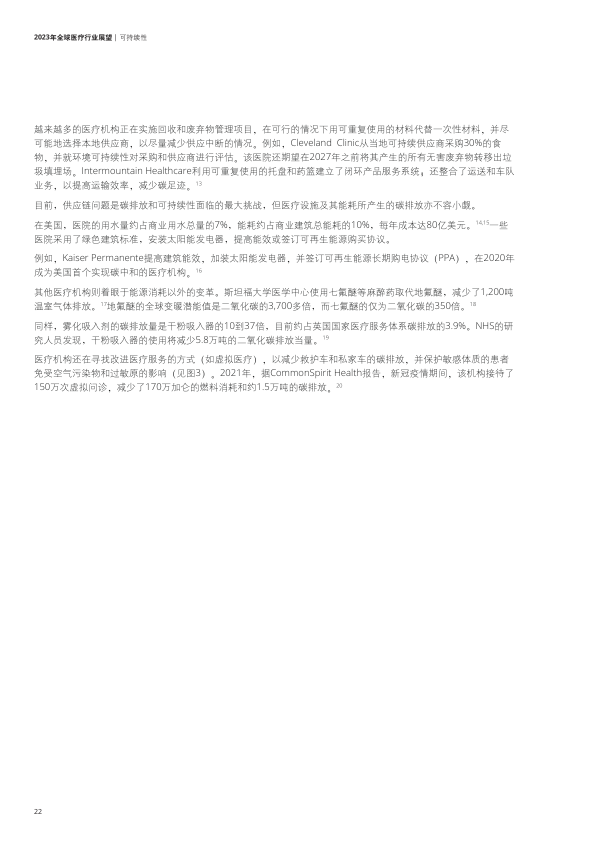 2023年全球医疗行业展望 | 可持续性
越来越多的医疗机构正在实施回收和废弃物管理项目，在可行的情况下用可重复使用的材料代替一次性材料，并尽
可能地选择本地供应商，以尽量减少供应中断的情况。例如，Cleveland Clinic从当地可持续供应商采购30%的食
物，并就环境可持续性对采购和供应商进行评估。该医院还期望在2027年之前将其产生的所有无害废弃物转移出垃
圾填埋场。Intermountain Healthcare利用可重复使用的托盘和药箔建立了闭环产品服务系统；还整合了运送和车队
业务，以提高运输效率，减少碳足迹。13
目前，供应链问题是碳排放和可持续性面临的最大挑战，但医疗设施及其能耗所产生的碳排放亦不容小觑。
在美国，医院的用水量约占商业用水总量的7%，能耗约占商业建筑总能耗的10%，每年成本达80亿美元。14,15一些
医院采用了绿色建筑标准，安装太阳能发电器，提高能效或签订可再生能源购买协议。
例如，Kaiser Permanente提高建筑能效，加装太阳能发电器，并签订可再生能源长期购电协议（PPA），在2020年
成为美国首个实现碳中和的医疗机构。16
其他医疗机构则着眼于能源消耗以外的变革。斯坦福大学医学中心使用七氟醚等麻醉药取代地氟醚，减少了1,200吨
温室气体排放。17地氟醚的全球变暖潜能值是二氧化碳的3,700多倍，而七氟醚的仅为二氧化碳的350倍。18
同样，雾化吸入剂的碳排放量是干粉吸入器的10到37倍，目前约占英国国家医疗服务体系碳排放的3.9%。NHS的研
究人员发现，干粉吸入器的使用将减少5.8万吨的二氧化碳排放当量。19
医疗机构还在寻找改进医疗服务的方式（如虚拟医疗），以减少救护车和私家车的碳排放，并保护敏感体质的患者
免受空气污染物和过敏原的影响（见图3）。2021年，据CommonSpirit Health报告，新冠疫情期间，该机构接待了
150万次虚拟问诊，减少了170万加仑的燃料消耗和约1.5万吨的碳排放。20
22